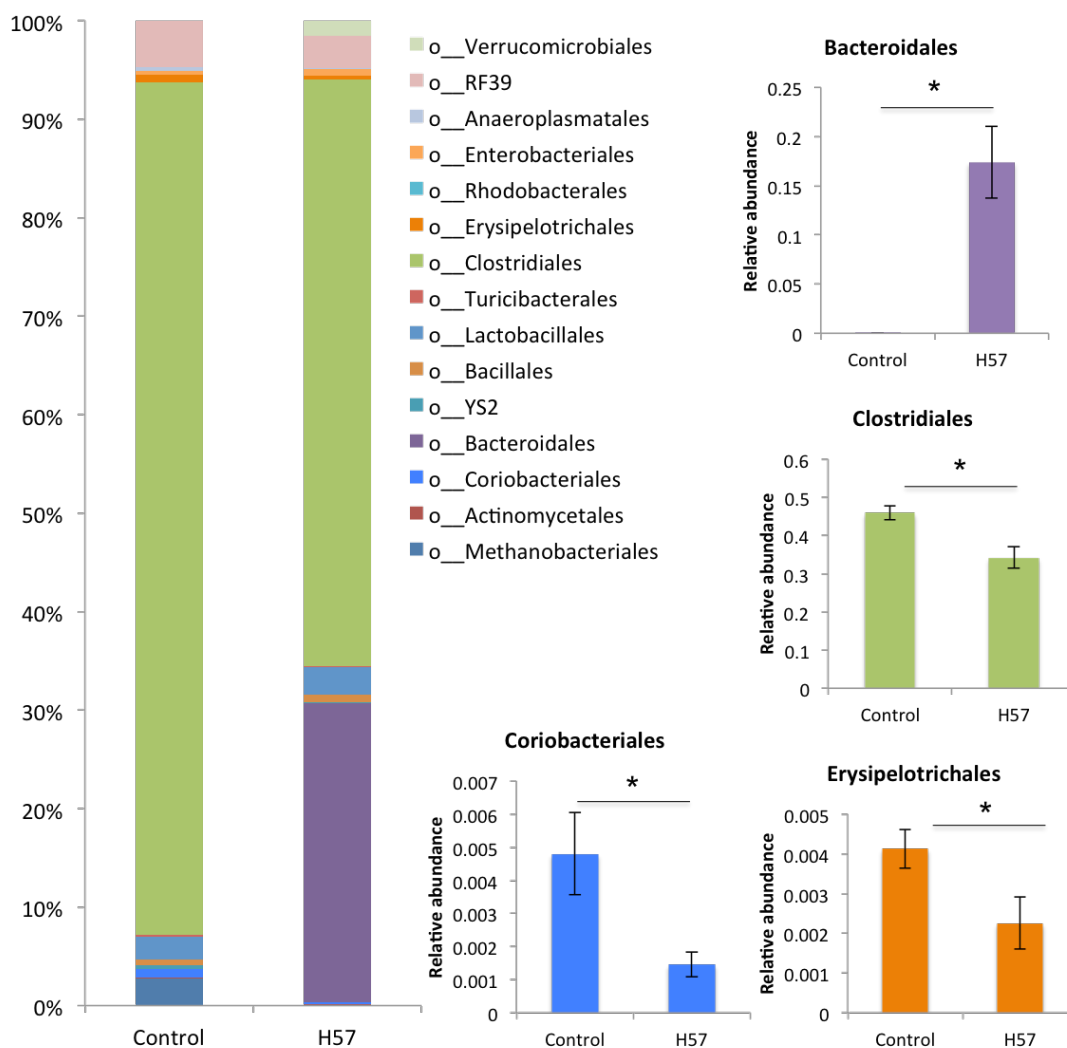 100%
90%
80%
70%
60%
50%
40%
30%
20%
10%
0%
Control
H57
o__Verrucomicrobiales
o__RF39
o__Anaeroplasmatales
o__Enterobacteriales
o__Rhodobacterales
o__Erysipelotrichales
o__Clostridiales
o__Turicibacterales
o__Lactobacillales
o__Bacillales
o__YS2
o__Bacteroidales
o__Coriobacteriales
o__Actinomycetales
o__Methanobacteriales
Bacteroidales
Relative abundance
0.25
0.2
0.15
0.1
0.05
0
*
Control
H57
Clostridiales
Relative abundance
0.6
0.5
0.4
0.3
0.2
0.1
0
*
Control
H57
Coriobacteriales
Relative abundance
0.007
0.006
0.005
0.004
0.003
0.002
0.001
0
*
Control
H57
Erysipelotrichales
Relative abundance
0.005
0.004
0.003
0.002
0.001
0
*
Control
H57